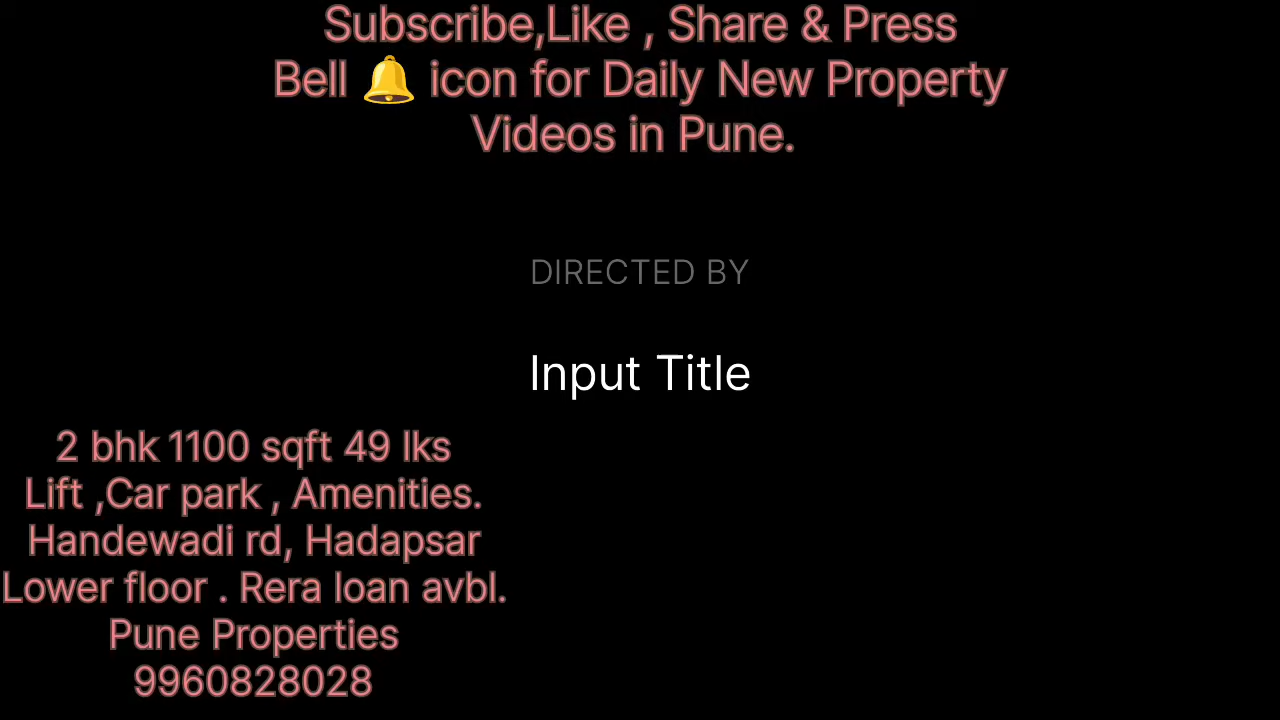 Subscribe,Like , Share & Press
Bell 🔔 icon for Daily New Property
Videos in Pune.
DIRECTED BY
Input Title
2 bhk 1100 sqft 49 lks
Lift ,Car park , Amenities.
Handewadi rd, Hadapsar
Lower floor . Rera loan avbl.
Pune Properties
9960828028